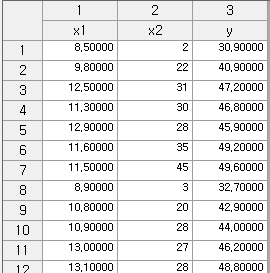 1 2 3
x1 x2 y
1 8,50000 2 30,90000
2 9,80000 22 40,90000
3 12,50000 31 47,20000
4 11,30000 30 46,80000
5 12,90000 28 45,90000
6 11,60000 35 49,20000
7 11,50000 45 49,60000
8 8,90000 3 32,70000
9 10,80000 20 42,90000
10 10,90000 28 44,00000
11 13,00000 27 46,20000
12 13,10000 28 48,80000